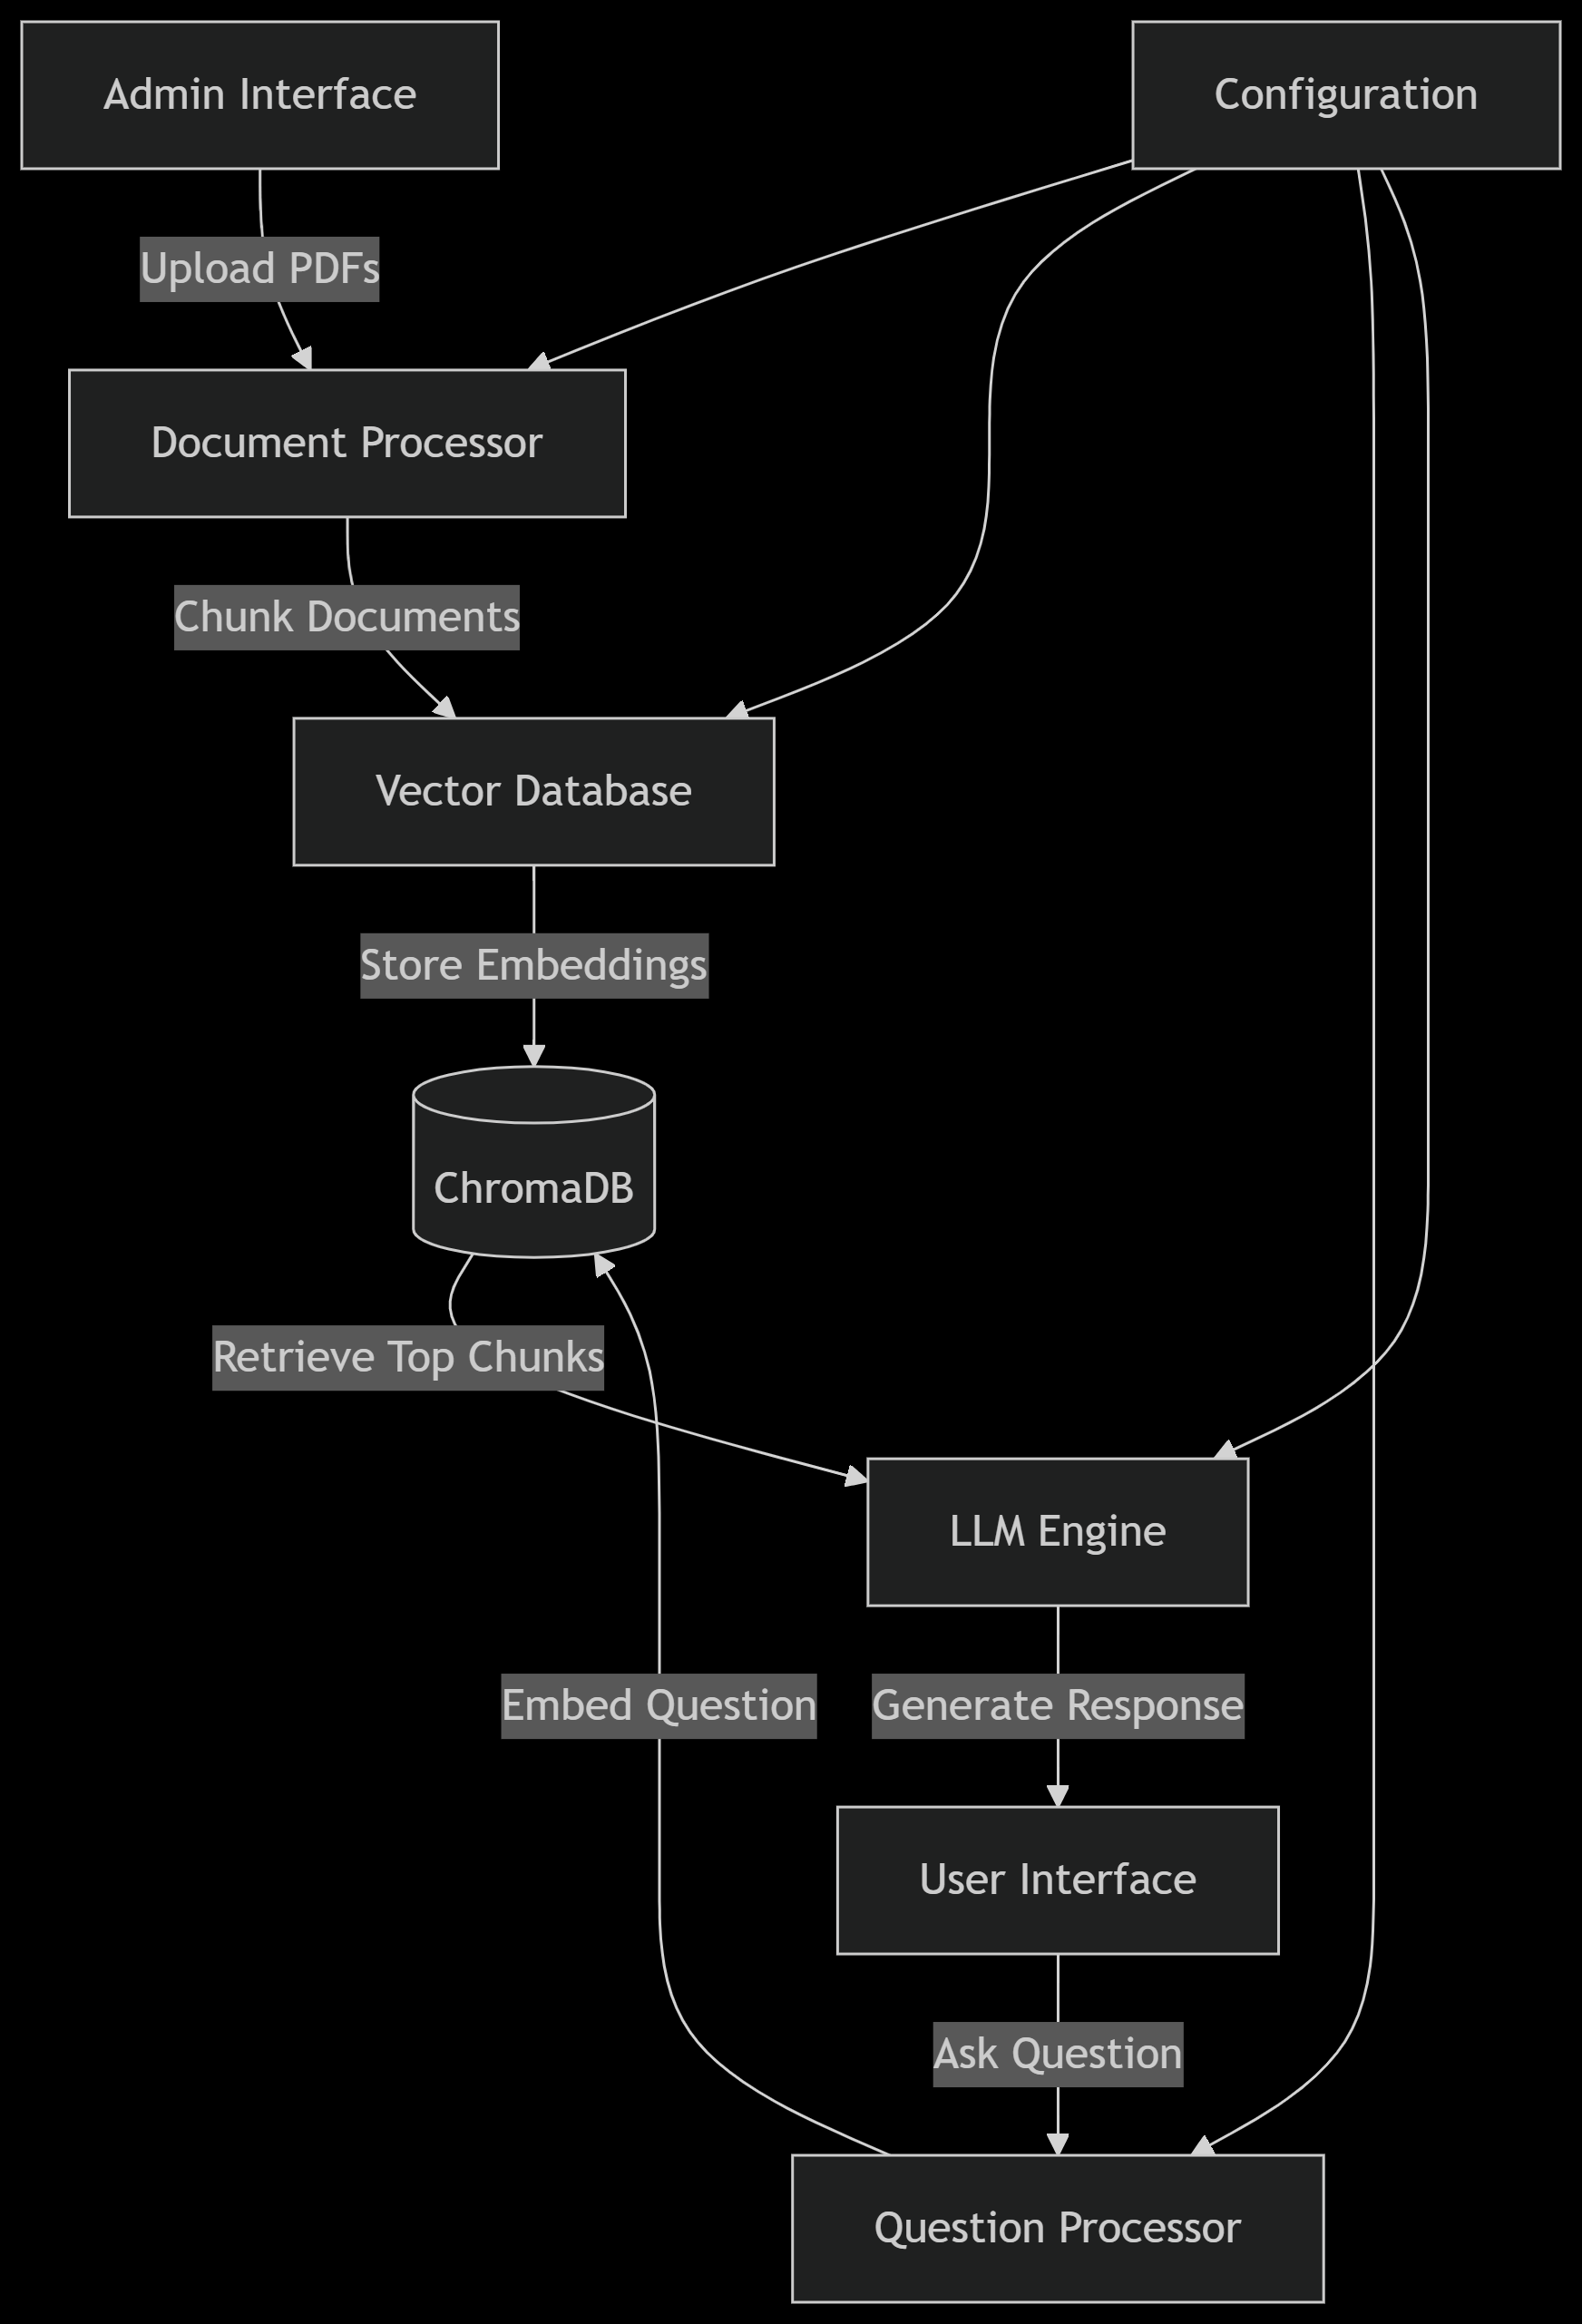 Admin Interface
Configuration
Upload PDFs
Document Processor
Chunk Documents
Vector Database
Store Embeddings
ChromaDB
Retrieve Top Chunks
LLM Engine
Embed Question
Generate Response
User Interface
Ask Question
Question Processor